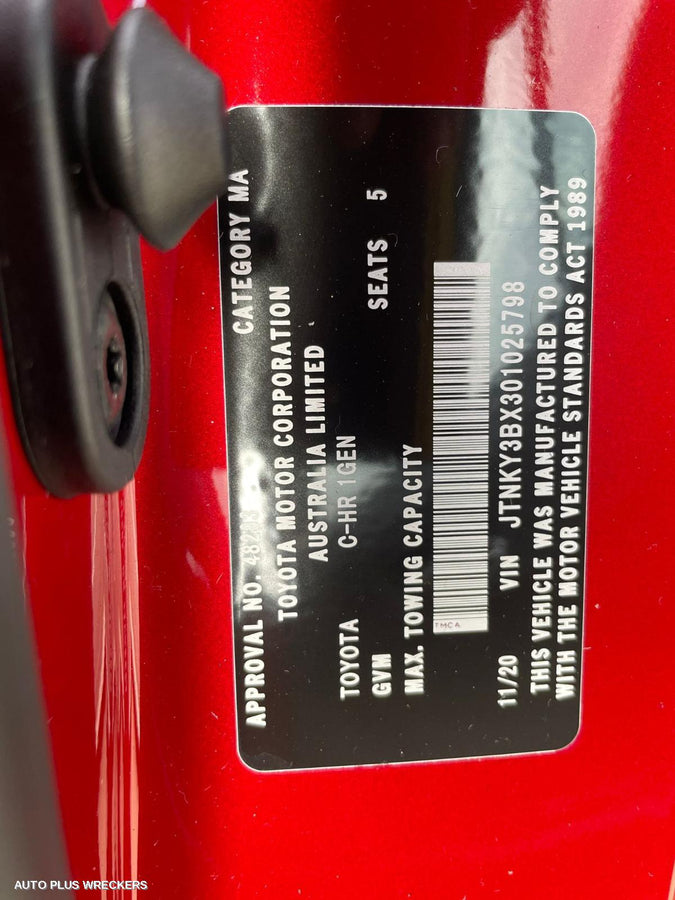 APPROVAL NO. CATEGORY MA
TOYOTA MOTOR CORPORATION
AUSTRALIA LIMITED
TOYOTA C-HR 1GEN
GVM SEATS 5
MAX. TOWING CAPACITY
TMCA
11/20 VIN JTNKY3BX301025798
THIS VEHICLE WAS MANUFACTURED TO COMPLY
WITH THE MOTOR VEHICLE STANDARDS ACT 1989
AUTO PLUS WRECKERS